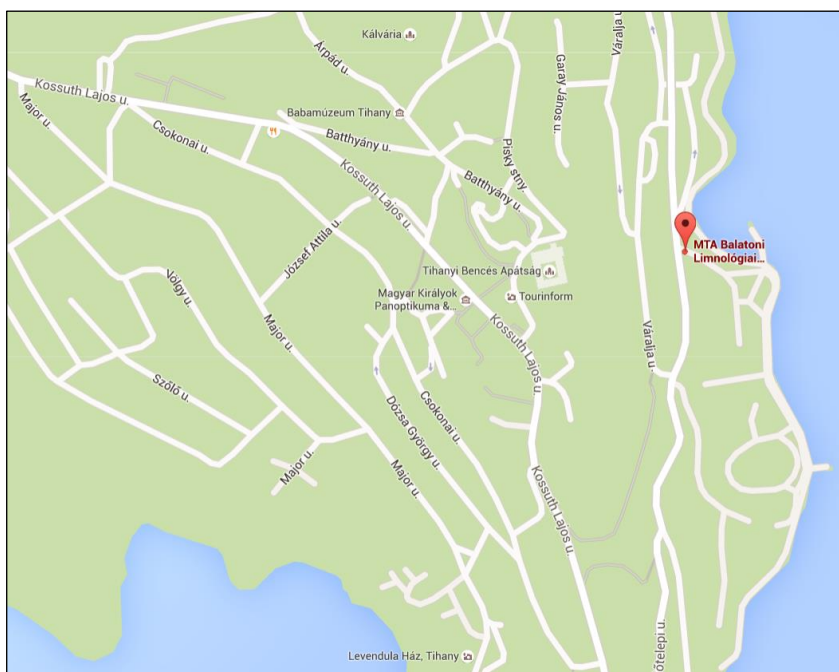 Kálvária
Árpád u.
Garay János u.
Váralja u.
Kossuth Lajos u.
Major u.
Babamúzeum Tihany
Csokonai u.
Batthyány u.
Piský stny.
Kossuth Lajos u.
Batthyány u.
József Attila u.
MTA Balatoni
Limnológiai...
Tihanyi Bencés Apátság
Magyar Királyok
Panoptikuma &...
Tourinform
Völgy u.
Major u.
Kossuth Lajos u.
Váralja u.
Szőlő u.
Dózsa György u.
Csokonai u.
Major u.
Major u.
Kossuth Lajos u.
őtelepi u.
Levendula Ház, Tihany